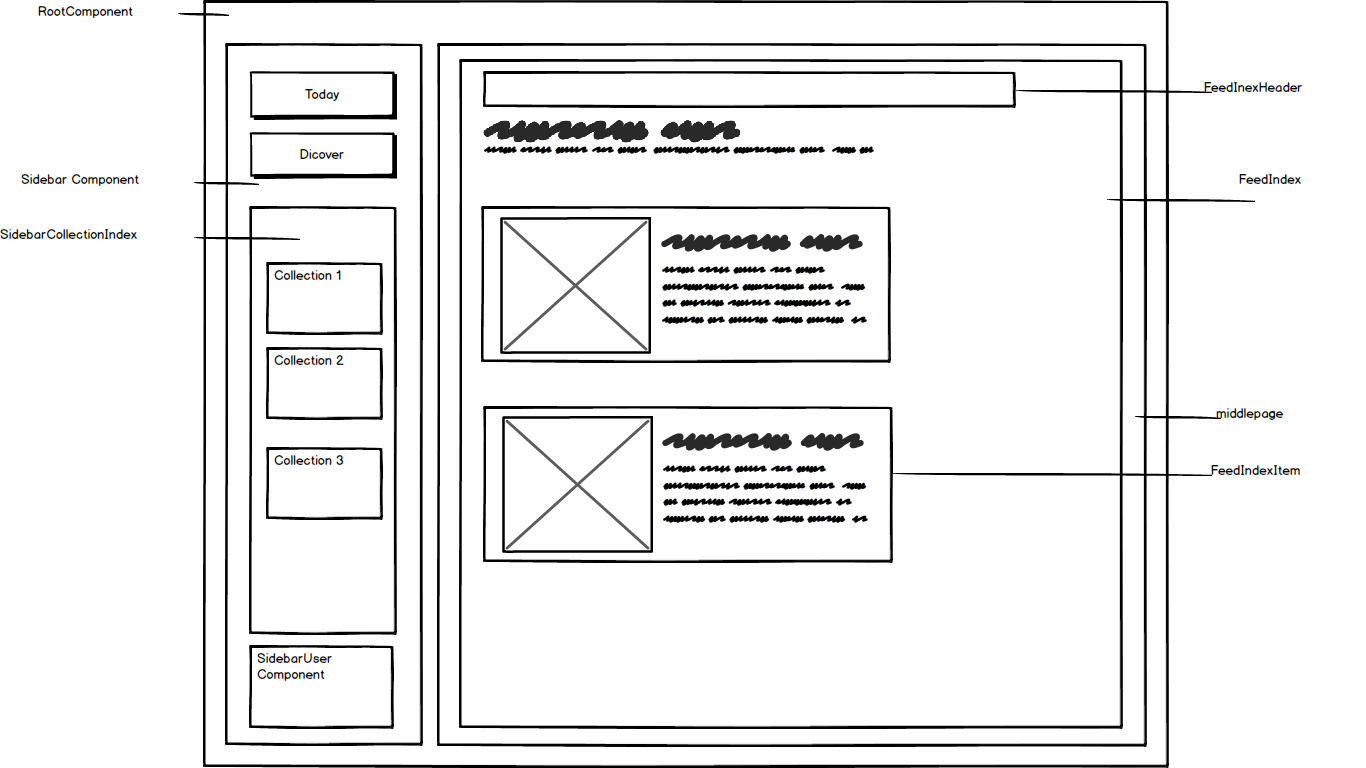 RootComponent
Today
FeedInexHeader
Dicover
Sidebar Component
FeedIndex
SidebarCollectionIndex
Collection 1
Collection 2
middlepage
Collection 3
FeedIndexItem
SidebarUser
Component